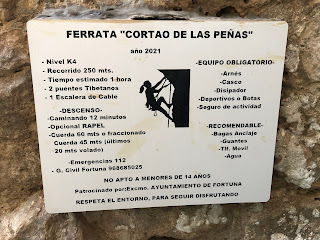 FERRATA "CORTAO DE LAS PEÑAS"
año 2021
- Nivel K4
- Recorrido 250 mts.
- Tiempo estimado 1 hora
- 2 puentes Tibetanos
- 1 Escalera de Cable
-DESCENSO-
-Caminando 12 minutos
-Opcional RAPEL
- Cuerda 60 mts o fraccionado
Cuerda 45 mts (últimos
20 mts volado)
-Emergencias 112
- G. Civil Fortuna 968685025
-EQUIPO OBLIGATORIO-
- Arnés
- Casco
- Disipador
- Deportivos o Botas
- Seguro de actividad
-RECOMENDABLE-
- Bagas Anclaje
- Guantes
- Tlf. Movil
- Agua
NO APTO A MENORES DE 14 AÑOS
Patrocinado por:Excmo. AYUNTAMIENTO DE FORTUNA
RESPETA EL ENTORNO, PARA SEGUIR DISFRUTANDO